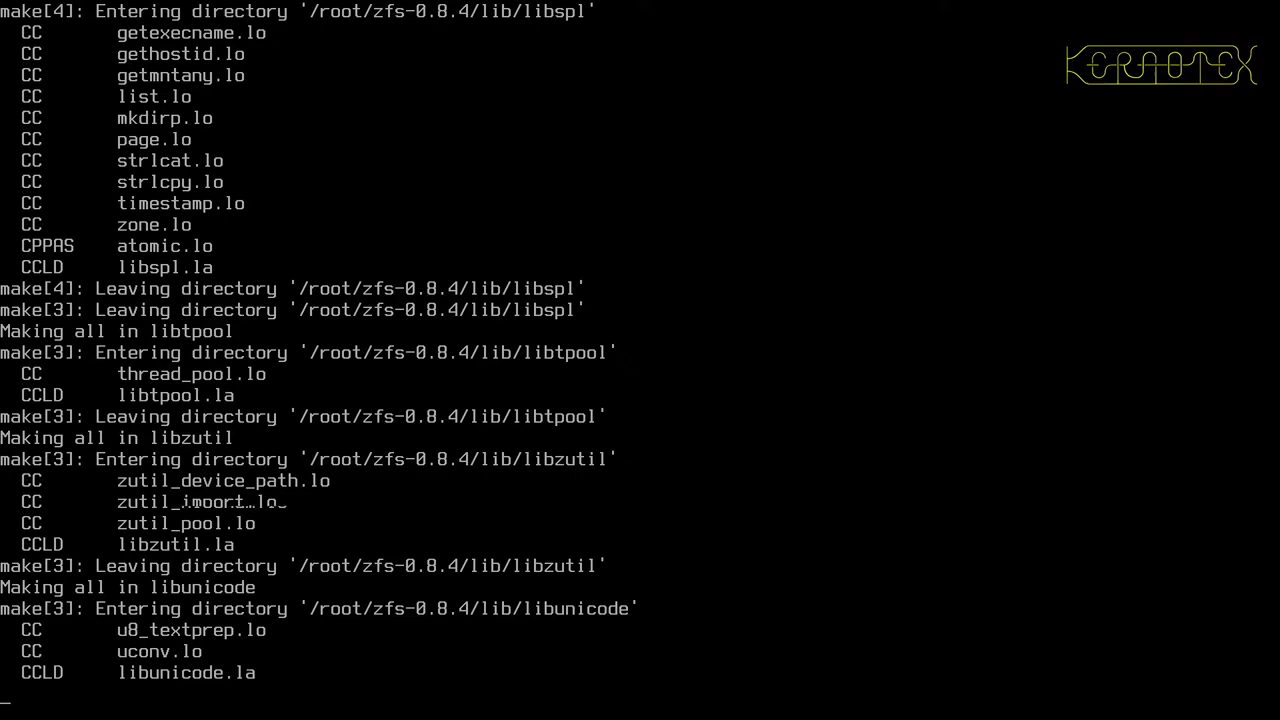 make[4]: Entering directory '/root/zfs-0.8.4/lib/libspl'
  CC       getexecname.lo
  CC       gethostid.lo
  CC       getmntany.lo
  CC       list.lo
  CC       mkdirp.lo
  CC       page.lo
  CC       strlcat.lo
  CC       strlcpy.lo
  CC       timestamp.lo
  CC       zone.lo
  CPPAS    atomic.lo
  CCLD     libspl.la
make[4]: Leaving directory '/root/zfs-0.8.4/lib/libspl'
make[3]: Leaving directory '/root/zfs-0.8.4/lib/libspl'
Making all in libtpool
make[3]: Entering directory '/root/zfs-0.8.4/lib/libtpool'
  CC       thread_pool.lo
  CCLD     libtpool.la
make[3]: Leaving directory '/root/zfs-0.8.4/lib/libtpool'
Making all in libzutil
make[3]: Entering directory '/root/zfs-0.8.4/lib/libzutil'
  CC       zutil_device_path.lo
  CC       zutil_import.lo
  CC       zutil_pool.lo
  CCLD     libzutil.la
make[3]: Leaving directory '/root/zfs-0.8.4/lib/libzutil'
Making all in libunicode
make[3]: Entering directory '/root/zfs-0.8.4/lib/libunicode'
  CC       u8_textprep.lo
  CC       uconv.lo
  CCLD     libunicode.la
_